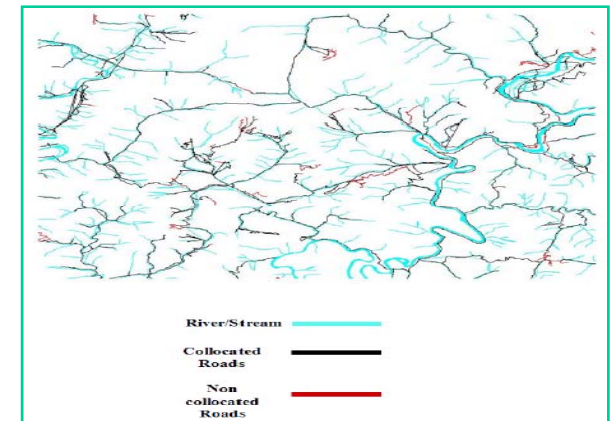 River/Stream
Collocated
Roads
Non
collocated
Roads